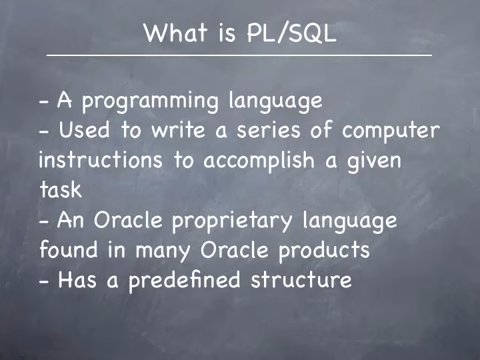 What is PL/SQL
- A programming language
- Used to write a series of computer
instructions to accomplish a given
task
- An Oracle proprietary language
found in many Oracle products
- Has a predefined structure